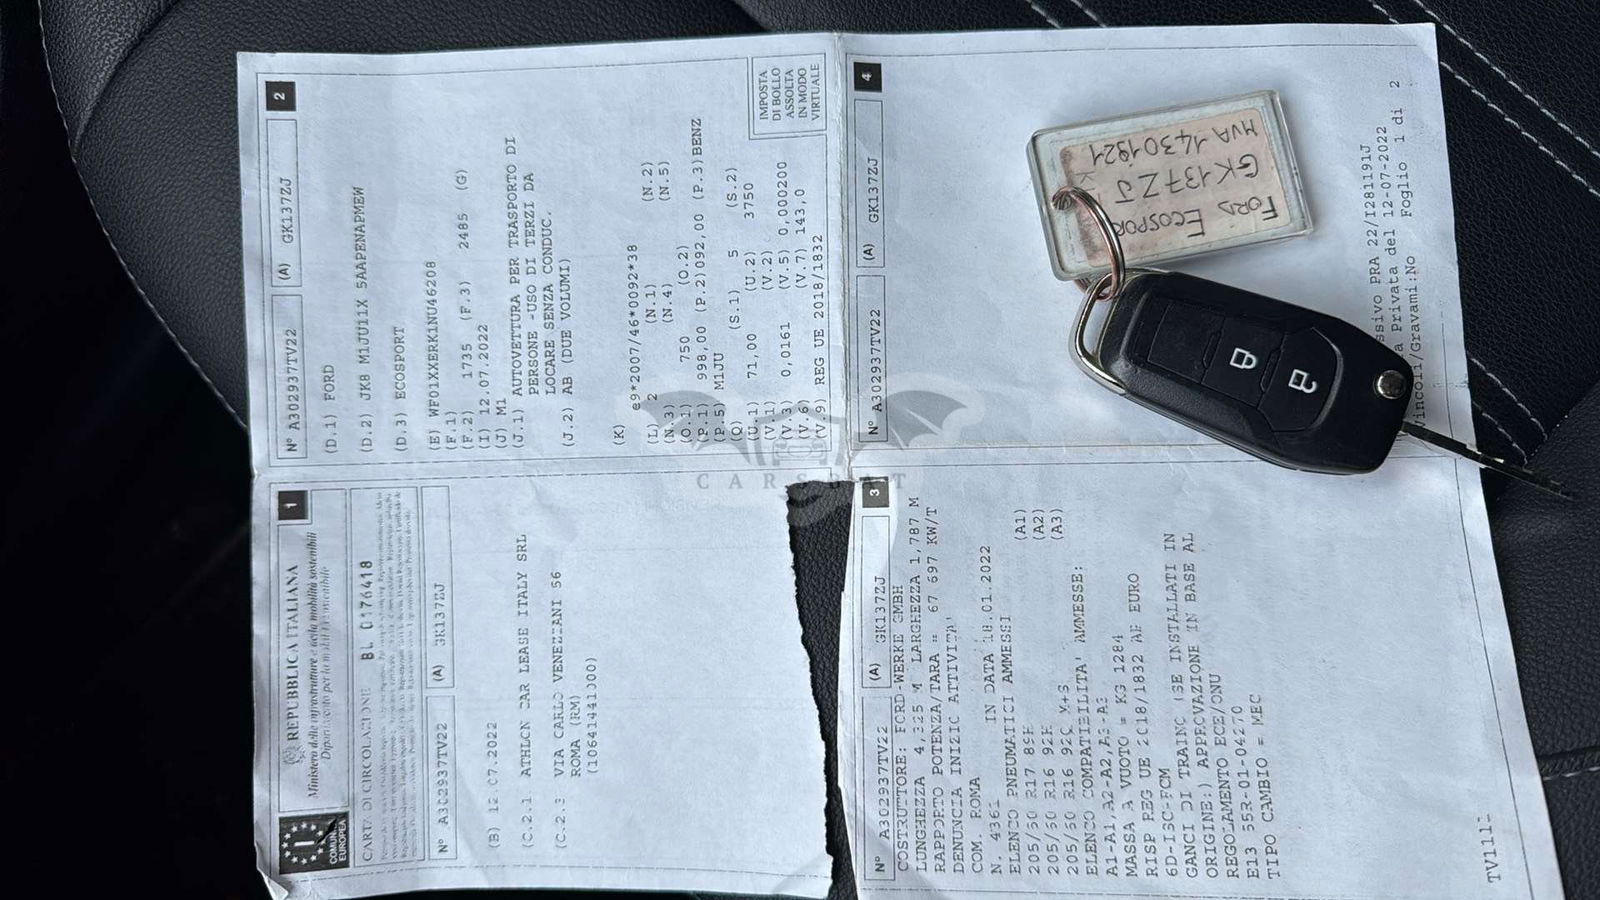 1
REPUBBLICA ITALIANA
Ministero delle infrastrutture e della mobilità sostenibili
Dipartimento per la mobilità sostenibile
COMUNITÀ
EUROPEA
I
CARTA DI CIRCOLAZIONE BL 0176418
N° A302937TV22 (A) GK137ZJ
(B) 12.07.2022
(C.2.1 ATHLON CAR LEASE ITALY SRL
(C.2.3 VIA CARLO VENEZIANI 56
ROMA (RM)
(10641441000)
2
N° A302937TV22 (A) GK137ZJ
(D.1) FORD
(D.2) JK8 M1JU11X 5AAPENAPMEW
(D.3) ECOSPORT
(E) WF01XXERK1NU46208
(F.1)
(F.2) 1735 (F.3) 2485 (G)
(I) 12.07.2022
(J) M1
(J.1) AUTOVETTURA PER TRASPORTO DI
PERSONE -USO DI TERZI DA
LOCARE SENZA CONDUC.
(J.2) AB (DUE VOLUMI)
(K) e9*2007/46*0092*38
(L) 2 (N.1) (N.2)
(N.3) (N.4) (N.5)
(O.1) 750 (O.2)
(P.1) 998,00 (P.2)092,00 (P.3)BENZ
(P.5) M1JU
(Q) (S.1) 5 (S.2)
(U.1) 71,00 (U.2) 3750
(V.1) (V.2)
(V.3) 0,0161 (V.5) 0,000200
(V.6) (V.7) 143,0
(V.9) REG UE 2018/1832
IMPOSTA
DI BOLLO
ASSOLTA
IN MODO
VIRTUALE
3
N° A302937TV22 (A) GK137ZJ
COSTRUTTORE: FORD-WERKE GMBH
LUNGHEZZA 4,325 M LARGHEZZA 1,787 M
RAPPORTO POTENZA/TARA = 67 697 KW/T
DENUNCIA INIZIO ATTIVITA'
COM. ROMA
N. 4361 IN DATA 18.01.2022
ELENCO PNEUMATICI AMMESSI
205/50 R17 89H (A1)
205/60 R16 92H (A2)
205/60 R16 92Q M+S (A3)
ELENCO COMPATIBILITA' AMMESSE:
A1-A1,A2-A2,A3-A3
MASSA A VUOTO = KG 1284
RISP REG UE 2018/1832 AP EURO
6D-ISC-FCM
GANCI DI TRAINO (SE INSTALLATI IN
ORIGINE:) APPROVAZIONE IN BASE AL
REGOLAMENTO ECE/ONU
E13 55R-01-04270
TIPO CAMBIO = MEC
4
N° A302937TV22 (A) GK137ZJ
ssivo PRA 22/I281191J
a Privata del 12-07-2022
Vincoli/Gravami:No Foglio 1 di 2
FORD
ECOSPOR
GK137ZJ
MVA 14301921
CARSBAT